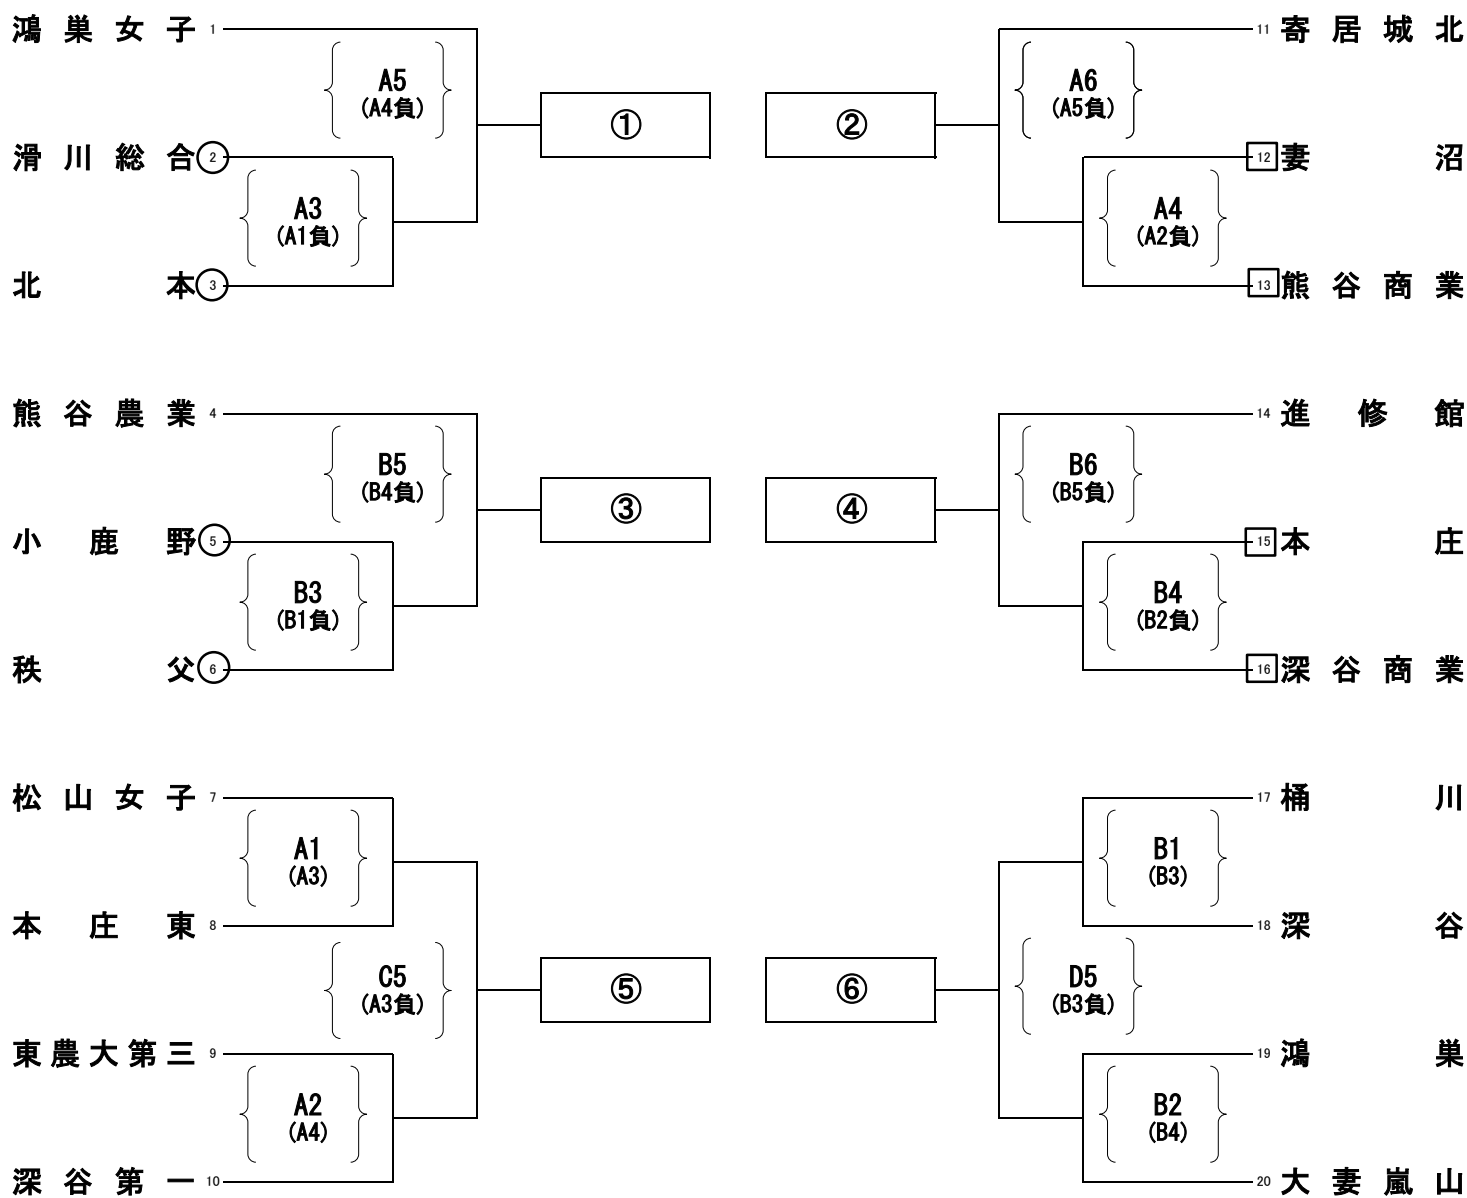 鴻巣女子 1
11 寄居城北
A5
(A4負)
A6
(A5負)
①
②
滑川総合 2
12 妻沼
A3
(A1負)
A4
(A2負)
北本 3
13 熊谷商業
熊谷農業 4
14 進修館
B5
(B4負)
B6
(B5負)
③
④
小鹿野 5
15 本庄
B3
(B1負)
B4
(B2負)
秩父 6
16 深谷商業
松山女子 7
17 桶川
A1
(A3)
B1
(B3)
本庄東 8
18 深谷
C5
(A3負)
D5
(B3負)
⑤
⑥
東農大第三 9
19 鴻巣
A2
(A4)
B2
(B4)
深谷第一 10
20 大妻嵐山